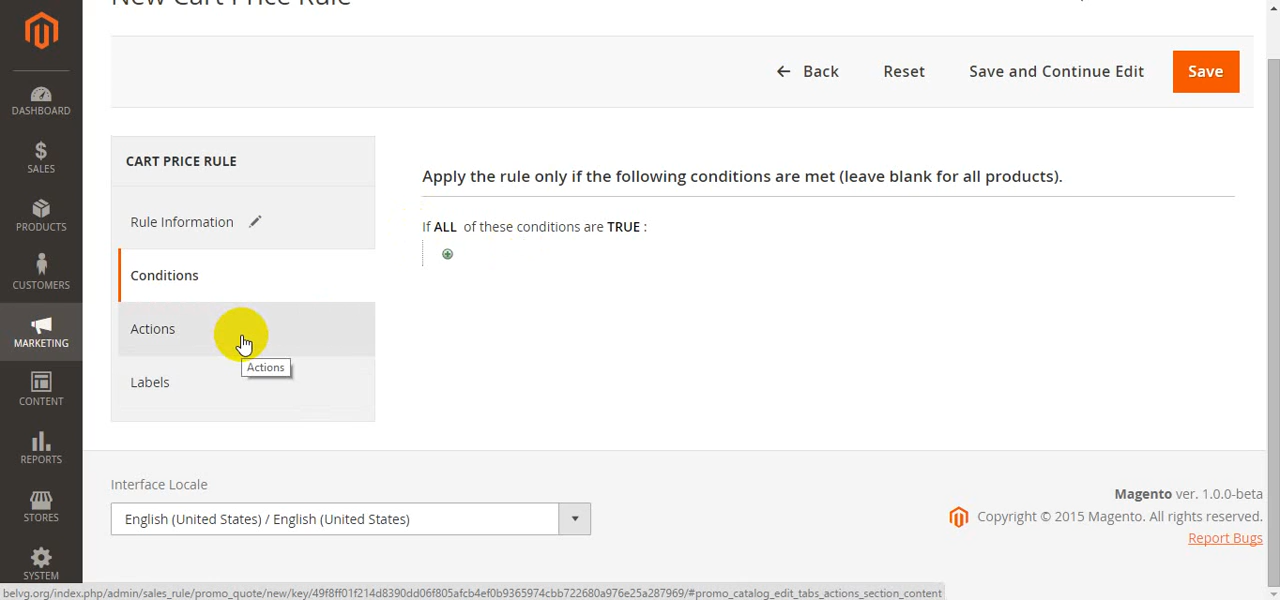 New Cart Price Rule
Back
Reset
Save and Continue Edit
Save
DASHBOARD
SALES
PRODUCTS
CUSTOMERS
MARKETING
CONTENT
REPORTS
STORES
SYSTEM
CART PRICE RULE
Rule Information
Conditions
Actions
Actions
Labels
Apply the rule only if the following conditions are met (leave blank for all products).
If ALL of these conditions are TRUE :
Interface Locale
English (United States) / English (United States)
Magento ver. 1.0.0-beta
Copyright © 2015 Magento. All rights reserved.
Report Bugs
belvg.org/index.php/admin/sales_rule/promo_quote/new/key/49f8ff01f214d8390dd06f805afcb4ef0b9365974cbb722680a976e25a287969/#promo_catalog_edit_tabs_actions_section_content